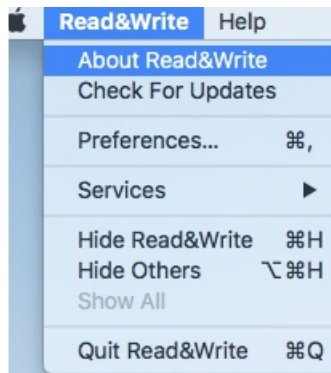 Read&Write Help
About Read&Write
Check For Updates
Preferences... ⌘,
Services ▶
Hide Read&Write ⌘H
Hide Others ⌥⌘H
Show All
Quit Read&Write ⌘Q